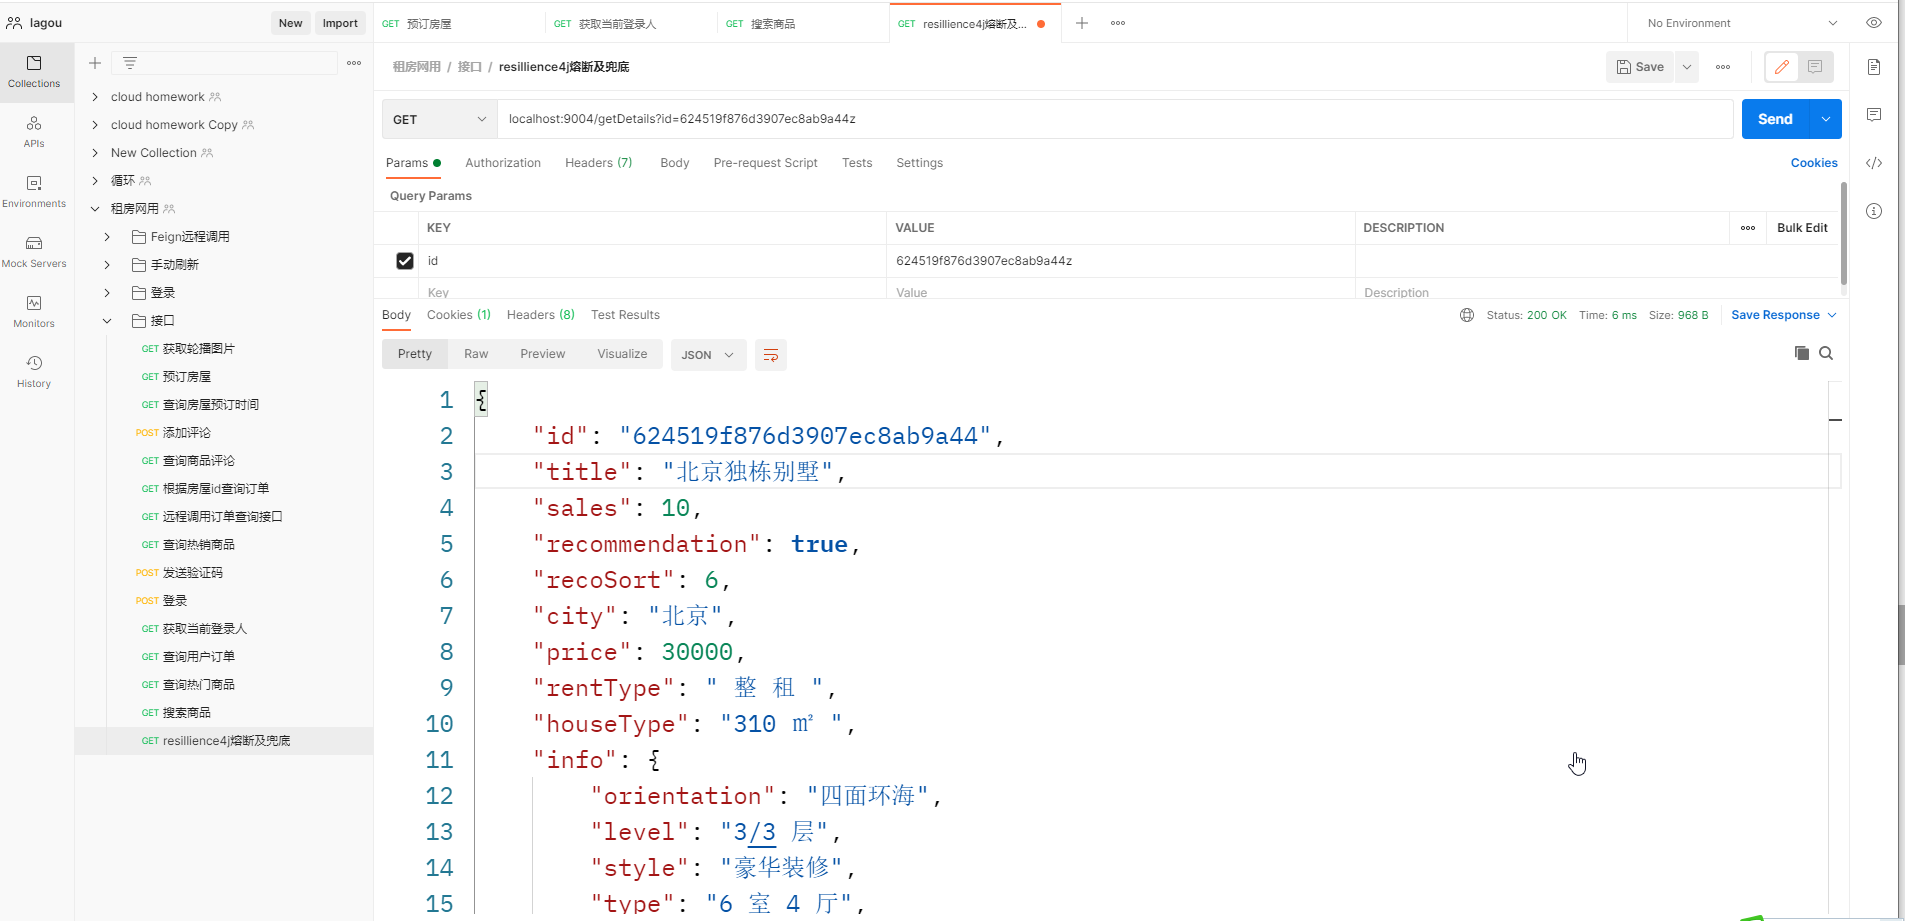 lagou
New
Import
GET 预订房屋
GET 获取当前登录人
GET 搜索商品
GET resillience4j熔断及...
No Environment
Collections
APIs
Environments
Mock Servers
Monitors
History
cloud homework
cloud homework Copy
New Collection
循环
租房网用
Feign远程调用
手动刷新
登录
接口
GET 获取轮播图片
GET 预订房屋
GET 查询房屋预订时间
POST 添加评论
GET 查询商品评论
GET 根据房屋id查询订单
GET 远程调用订单查询接口
GET 查询热销商品
POST 发送验证码
POST 登录
GET 获取当前登录人
GET 查询用户订单
GET 查询热门商品
GET 搜索商品
GET resillience4j熔断及兜底
租房网用 / 接口 / resillience4j熔断及兜底
Save
GET
localhost:9004/getDetails?id=624519f876d3907ec8ab9a44z
Send
Params
Authorization
Headers (7)
Body
Pre-request Script
Tests
Settings
Cookies
Query Params
KEY
VALUE
DESCRIPTION
Bulk Edit
id
624519f876d3907ec8ab9a44z
Key
Value
Description
Body
Cookies (1)
Headers (8)
Test Results
Status: 200 OK
Time: 6 ms
Size: 968 B
Save Response
Pretty
Raw
Preview
Visualize
JSON
1 {
2 "id": "624519f876d3907ec8ab9a44",
3 "title": "北京独栋别墅",
4 "sales": 10,
5 "recommendation": true,
6 "recoSort": 6,
7 "city": "北京",
8 "price": 30000,
9 "rentType": " 整 租 ",
10 "houseType": "310 ㎡ ",
11 "info": {
12 "orientation": "四面环海",
13 "level": "3/3 层",
14 "style": "豪华装修",
15 "type": "6 室 4 厅",